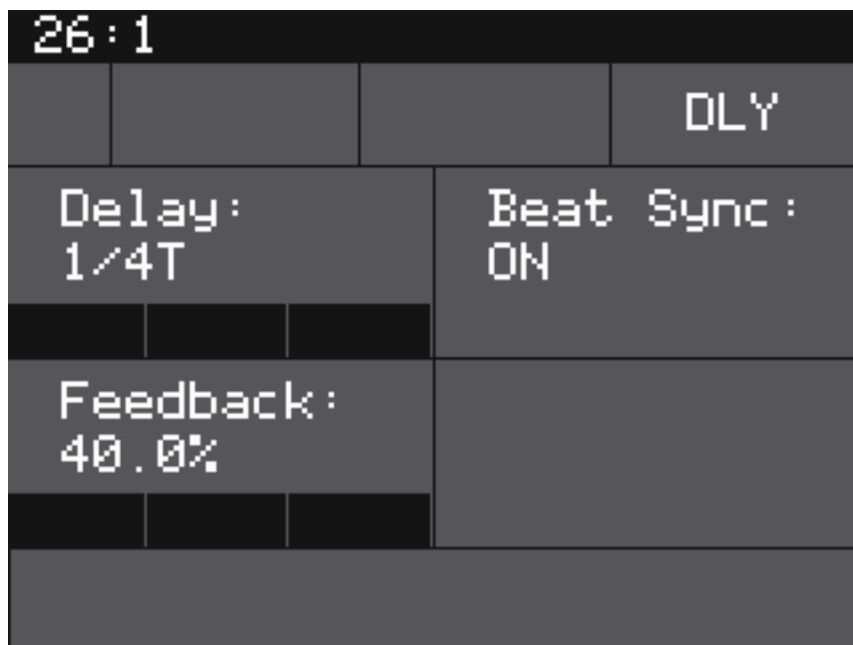 26:1
DLY
Delay:
1/4T
Beat Sync:
ON
Feedback:
40.0%